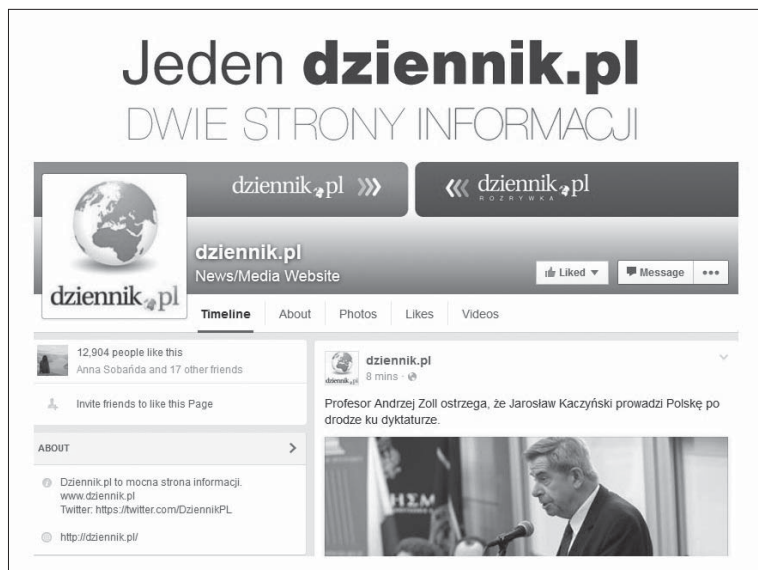 Jeden dziennik.pl
DWIE STRONY INFORMACJI
dziennik.pl
dziennik.pl
ROZRYWKA
dziennik.pl
dziennik.pl
News/Media Website
Liked
Message
Timeline About Photos Likes Videos
12,904 people like this
Anna Sobańda and 17 other friends
Invite friends to like this Page
ABOUT
Dziennik.pl to mocna strona informacji.
www.dziennik.pl
Twitter: https://twitter.com/DziennikPL
http://dziennik.pl/
dziennik.pl
dziennik.pl
8 mins
Profesor Andrzej Zoll ostrzega, że Jarosław Kaczyński prowadzi Polskę po
drodze ku dyktaturze.
ΗΣΜ